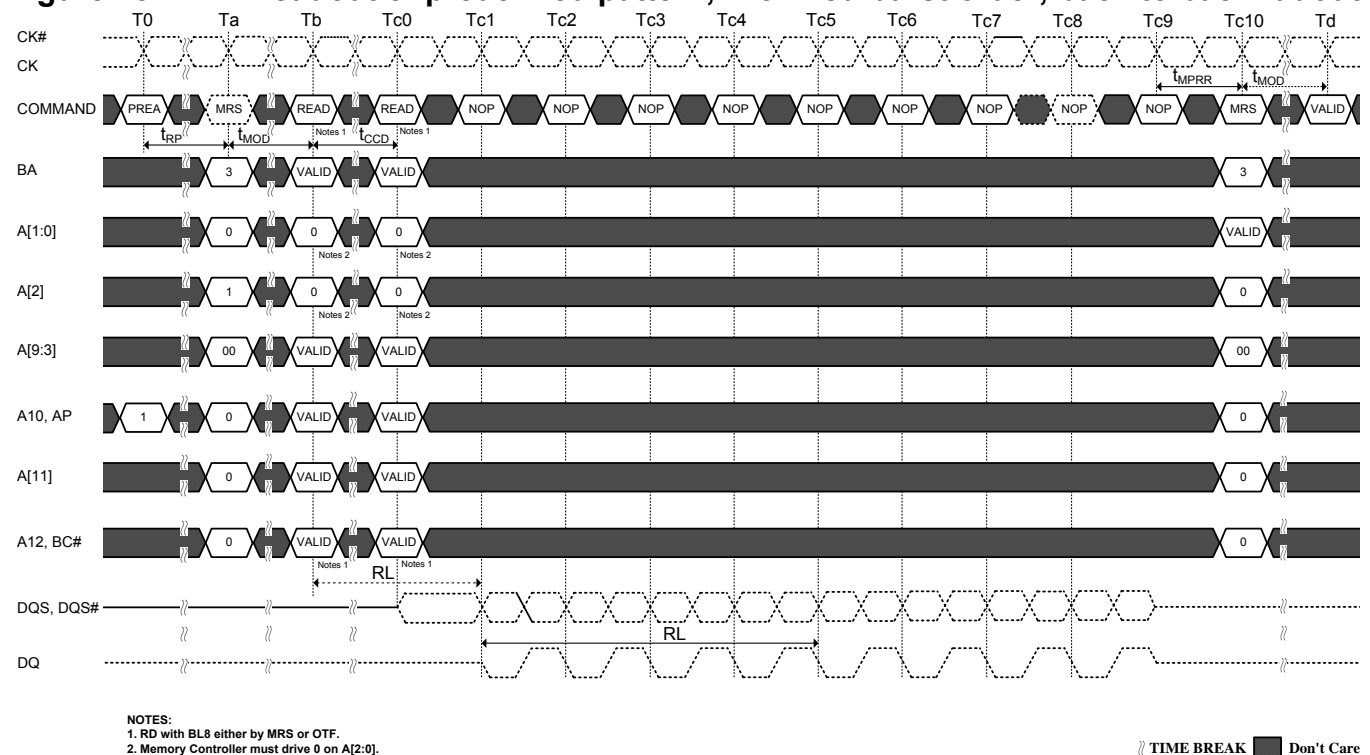 T0 Ta Tb Tc0 Tc1 Tc2 Tc3 Tc4 Tc5 Tc6 Tc7 Tc8 Tc9 Tc10 Td
CK#
CK
tMPRR tMOD
COMMAND PREA MRS READ READ NOP NOP NOP NOP NOP NOP NOP NOP NOP MRS VALID
Notes 1 Notes 1
tRP tMOD tCCD
BA 3 VALID VALID 3
A[1:0] 0 0 0 VALID
Notes 2 Notes 2
A[2] 1 0 0 0
Notes 2 Notes 2
A[9:3] 00 VALID VALID 00
A10, AP 1 0 VALID VALID 0
A[11] 0 VALID VALID 0
A12, BC# 0 VALID VALID 0
Notes 1 Notes 1
RL
DQS, DQS#
RL
DQ
NOTES:
1. RD with BL8 either by MRS or OTF.
2. Memory Controller must drive 0 on A[2:0].
TIME BREAK Don't Care